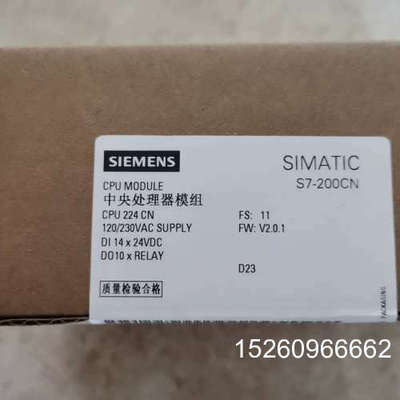 SIEMENS
SIMATIC
S7-200CN
CPU MODULE
中央处理器模组
CPU 224 CN
FS: 11
120/230VAC SUPPLY
FW: V2.0.1
DI 14 x 24VDC
DO10 x RELAY
D23
质量检验合格
PACKAGING
15260966662